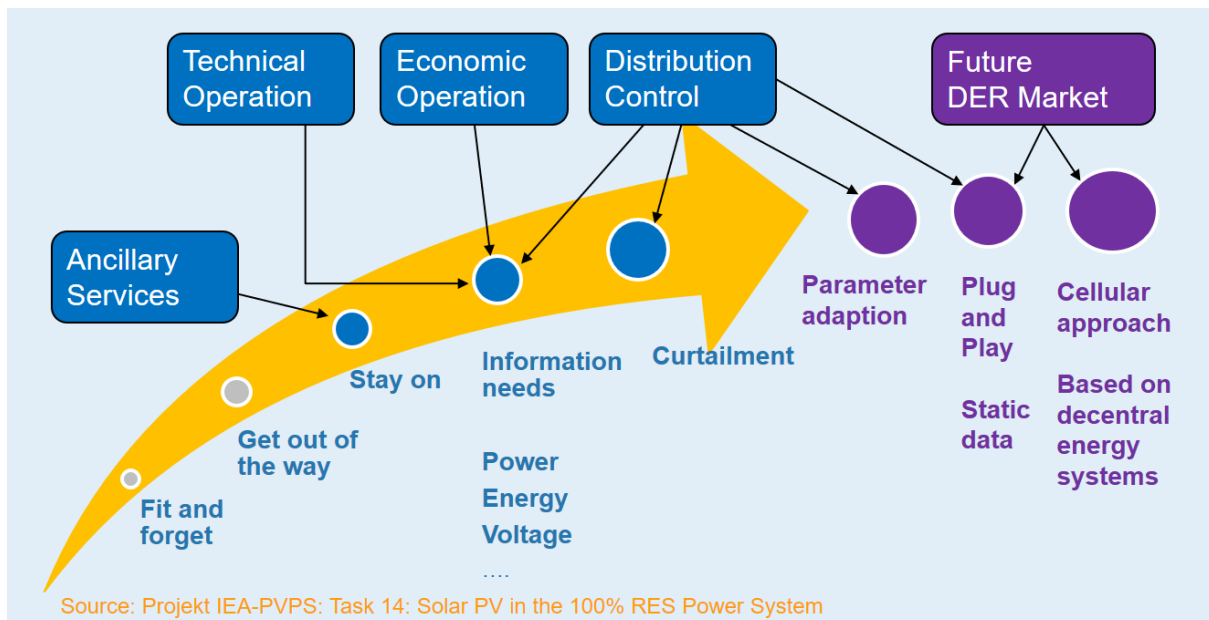 Technical
Operation
Economic
Operation
Distribution
Control
Future
DER Market
Ancillary
Services
Fit and
forget
Get out of
the way
Stay on
Information
needs
Power
Energy
Voltage
....
Curtailment
Parameter
adaption
Plug
and
Play
Static
data
Cellular
approach
Based on
decentral
energy
systems
Source: Projekt IEA-PVPS: Task 14: Solar PV in the 100% RES Power System